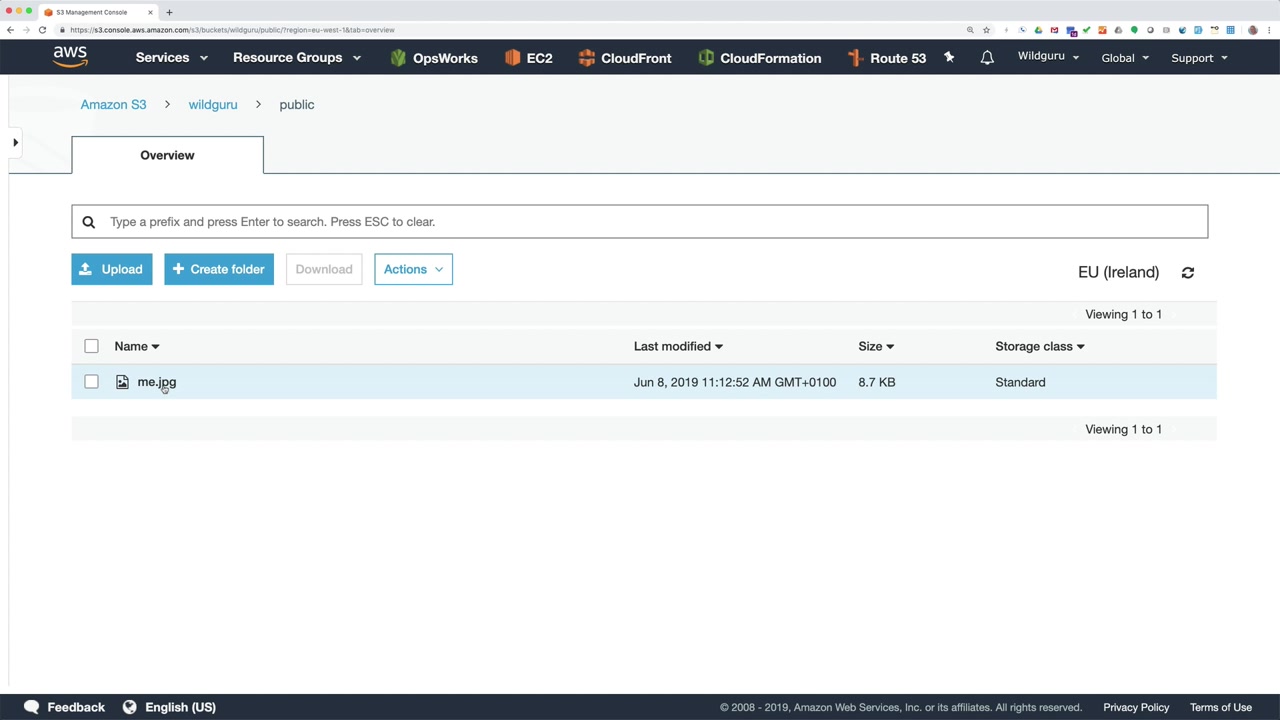 S3 Management Console
https://s3.console.aws.amazon.com/s3/buckets/wildguru/public/?region=eu-west-1&tab=overview
aws Services Resource Groups OpsWorks EC2 CloudFront CloudFormation Route 53 Wildguru Global Support
Amazon S3 > wildguru > public
Overview
Type a prefix and press Enter to search. Press ESC to clear.
Upload + Create folder Download Actions EU (Ireland)
Viewing 1 to 1
Name Last modified Size Storage class
me.jpg Jun 8, 2019 11:12:52 AM GMT+0100 8.7 KB Standard
Viewing 1 to 1
Feedback English (US) © 2008 - 2019, Amazon Web Services, Inc. or its affiliates. All rights reserved. Privacy Policy Terms of Use